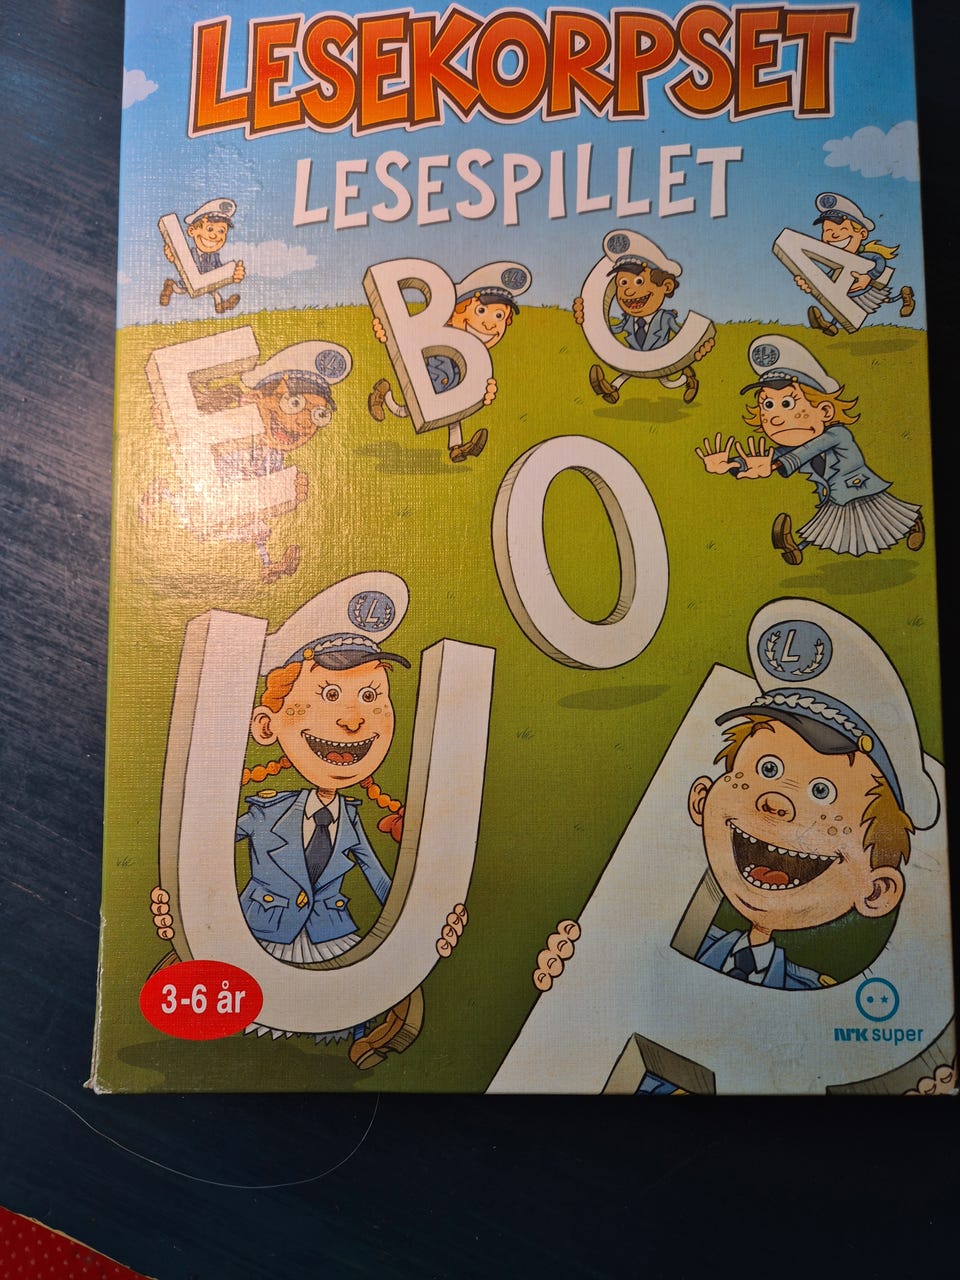 LESEKORPSET
LESESPILLET
L
B
C
A
E
O
U
R
3-6 år
NRK super